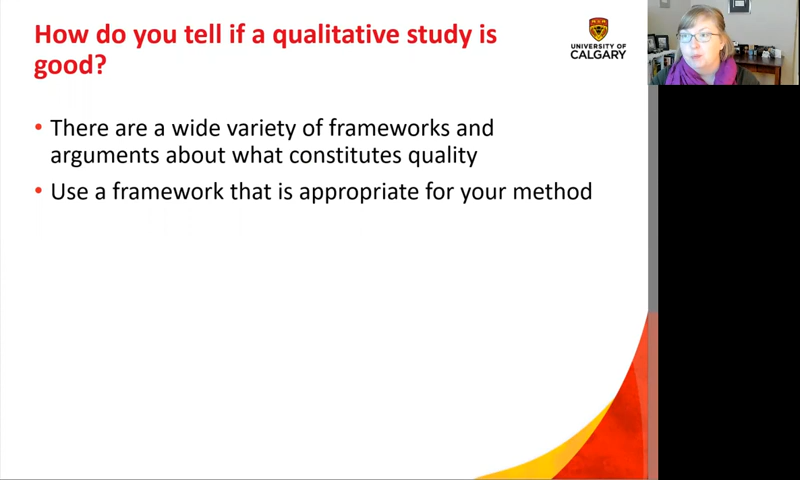 How do you tell if a qualitative study is
good?
UNIVERSITY OF
CALGARY
• There are a wide variety of frameworks and
arguments about what constitutes quality
• Use a framework that is appropriate for your method